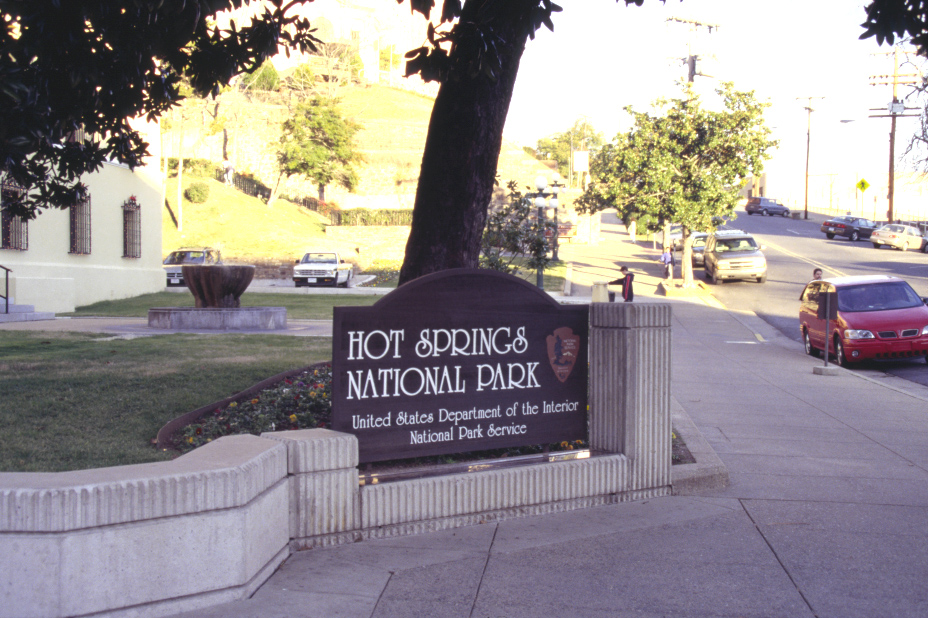 HOT SPRINGS
NATIONAL PARK
United States Department of the Interior
National Park Service